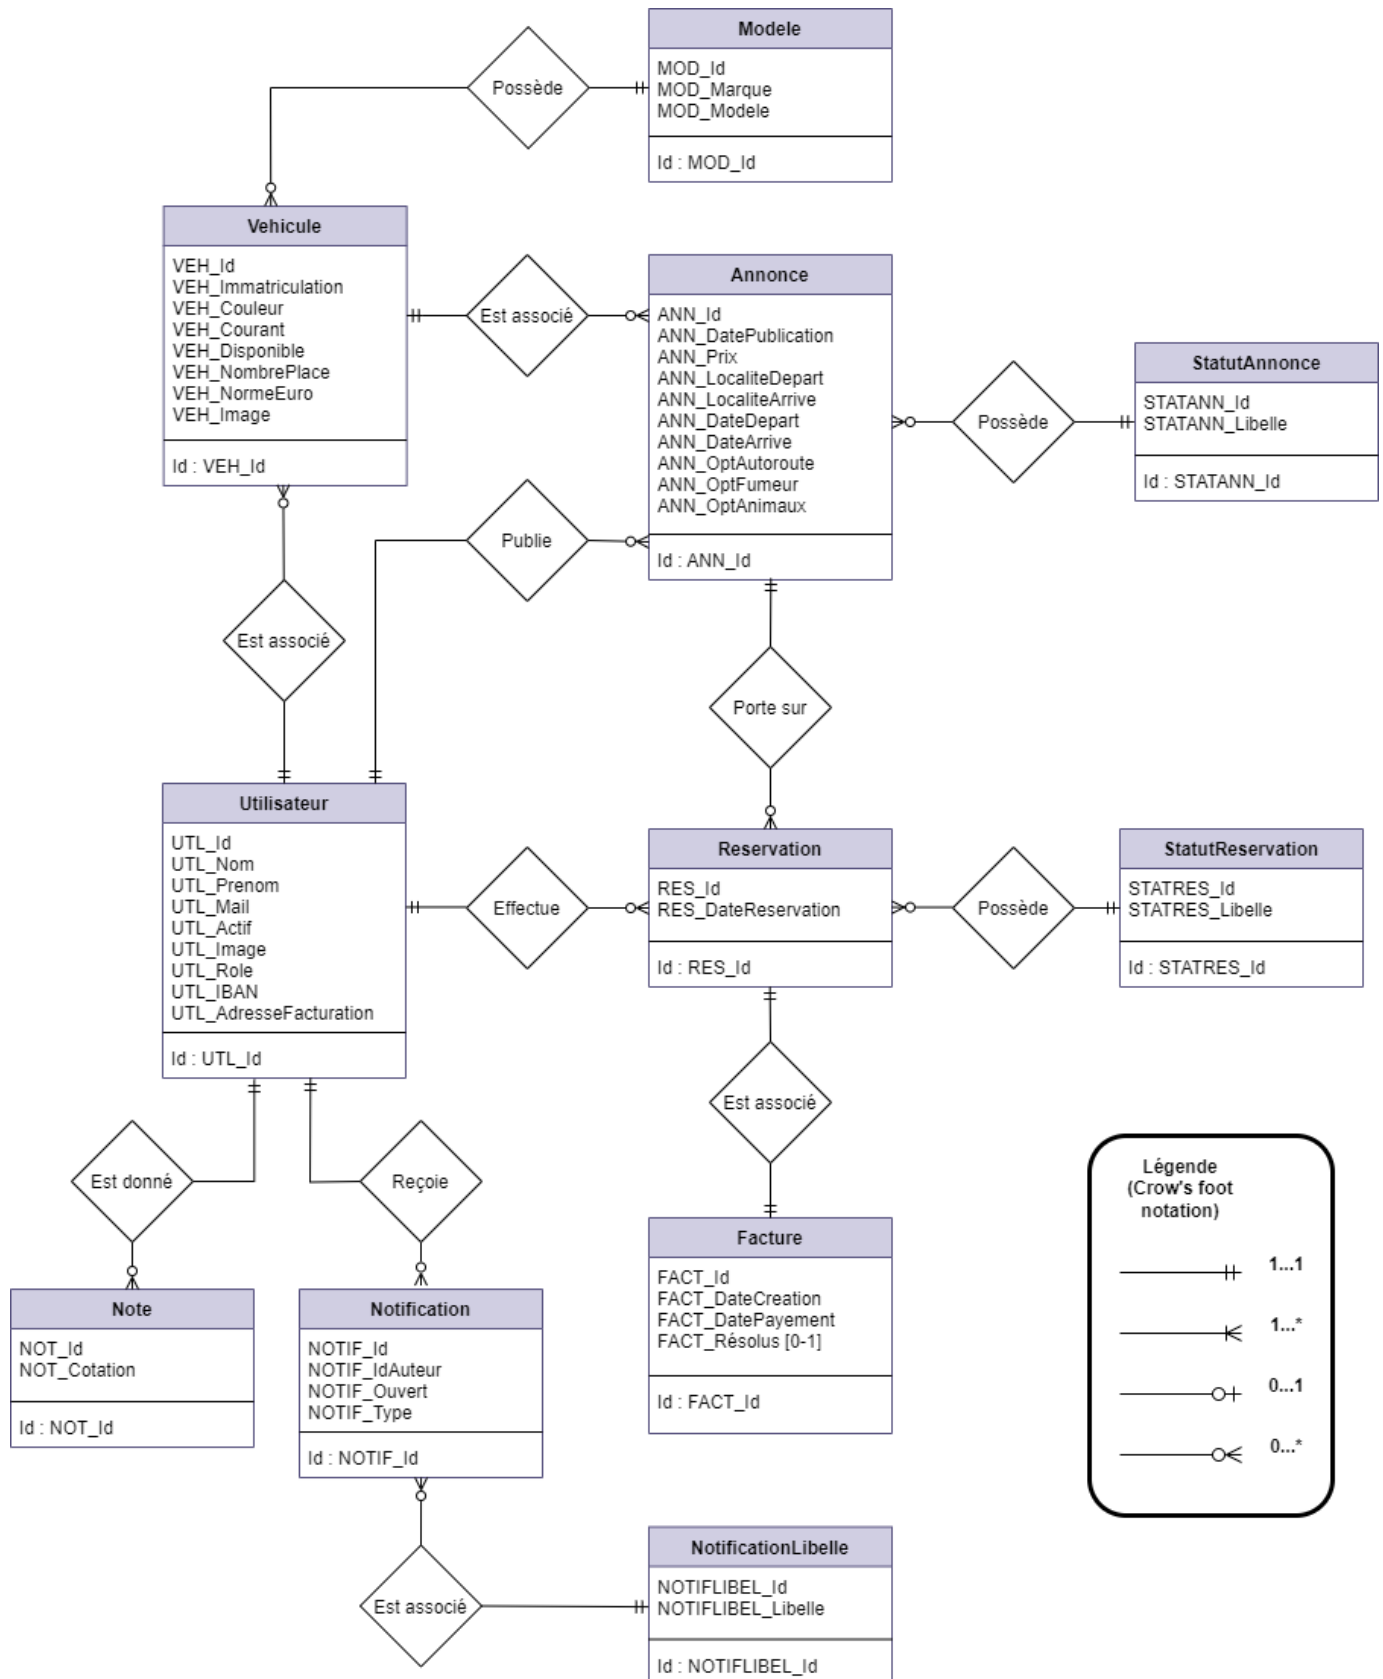 Modele
MOD_Id
MOD_Marque
MOD_Modele
Id : MOD_Id
Possède
Vehicule
VEH_Id
VEH_Immatriculation
VEH_Couleur
VEH_Courant
VEH_Disponible
VEH_NombrePlace
VEH_NormeEuro
VEH_Image
Id : VEH_Id
Est associé
Annonce
ANN_Id
ANN_DatePublication
ANN_Prix
ANN_LocaliteDepart
ANN_LocaliteArrive
ANN_DateDepart
ANN_DateArrive
ANN_OptAutoroute
ANN_OptFumeur
ANN_OptAnimaux
Id : ANN_Id
Possède
StatutAnnonce
STATANN_Id
STATANN_Libelle
Id : STATANN_Id
Publie
Est associé
Porte sur
Utilisateur
UTL_Id
UTL_Nom
UTL_Prenom
UTL_Mail
UTL_Actif
UTL_Image
UTL_Role
UTL_IBAN
UTL_AdresseFacturation
Id : UTL_Id
Effectue
Reservation
RES_Id
RES_DateReservation
Id : RES_Id
Possède
StatutReservation
STATRES_Id
STATRES_Libelle
Id : STATRES_Id
Est associé
Est donné
Reçoie
Facture
FACT_Id
FACT_DateCreation
FACT_DatePayement
FACT_Résolus [0-1]
Id : FACT_Id
Note
NOT_Id
NOT_Cotation
Id : NOT_Id
Notification
NOTIF_Id
NOTIF_IdAuteur
NOTIF_Ouvert
NOTIF_Type
Id : NOTIF_Id
Est associé
NotificationLibelle
NOTIFLIBEL_Id
NOTIFLIBEL_Libelle
Id : NOTIFLIBEL_Id
Légende
(Crow's foot
notation)
1...1
1...*
0...1
0...*